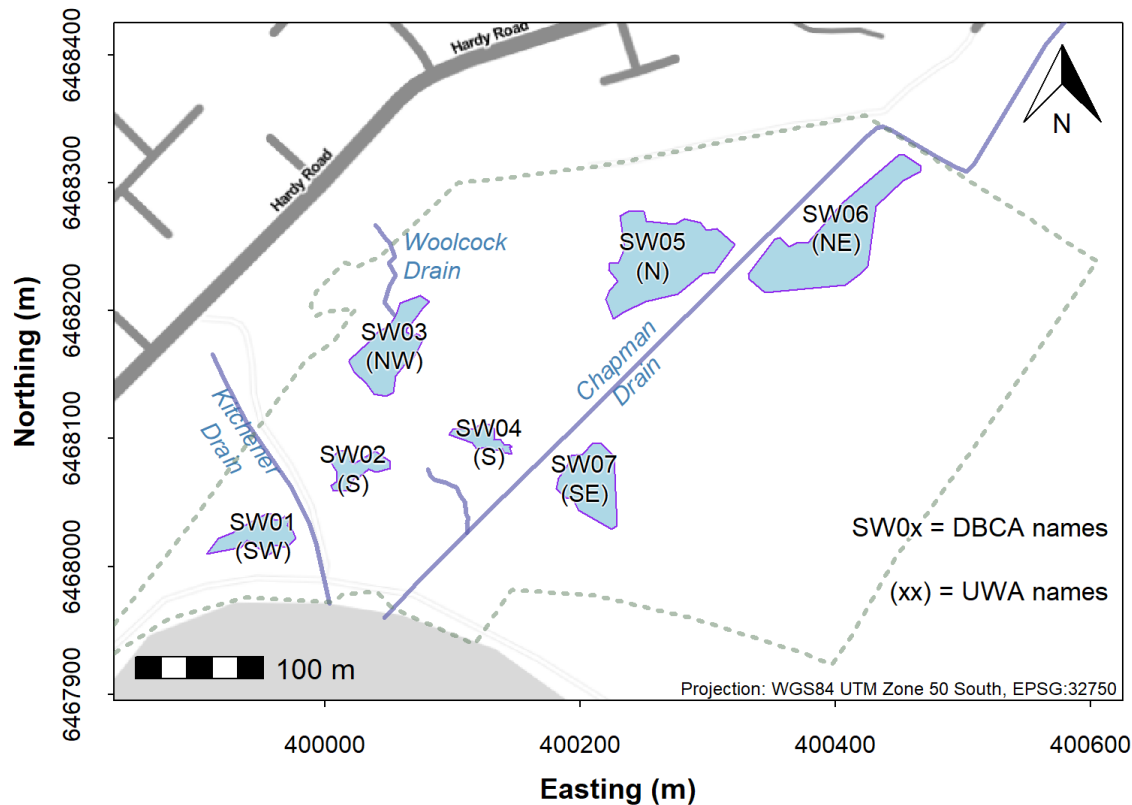 Hardy Road
Hardy Road
Woolcock
Drain
SW06
(NE)
SW05
(N)
SW03
(NW)
Chapman
Drain
Kitchener
Drain
SW04
(S)
SW02
(S)
SW07
(SE)
SW01
(SW)
SW0x = DBCA names
(xx) = UWA names
N
100 m
Projection: WGS84 UTM Zone 50 South, EPSG:32750
Northing (m)
6468400
6468300
6468200
6468100
6468000
6467900
400000
400200
400400
400600
Easting (m)